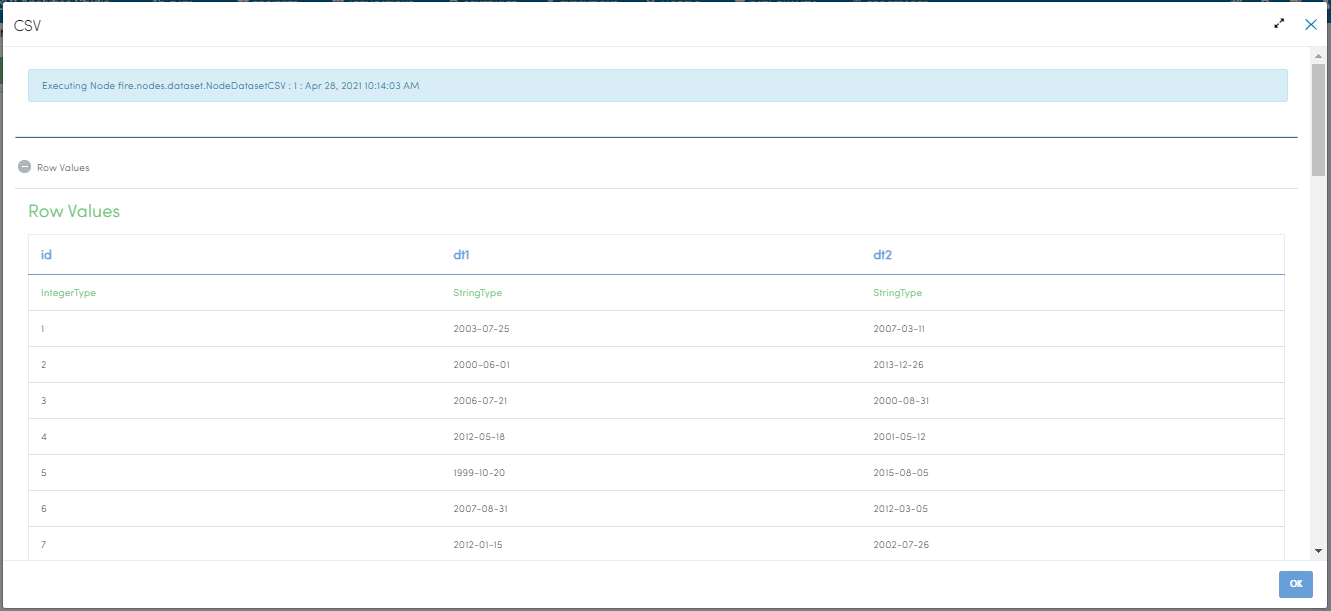 CSV
Executing Node fire.nodes.dataset.NodeDatasetCSV : 1 : Apr 28, 2021 10:14:03 AM
Row Values
Row Values
id dt1 dt2
IntegerType StringType StringType
1 2003-07-25 2007-03-11
2 2000-06-01 2013-12-26
3 2006-07-21 2000-08-31
4 2012-05-18 2001-05-12
5 1999-10-20 2015-08-05
6 2007-08-31 2012-03-05
7 2012-01-15 2002-07-26
OK